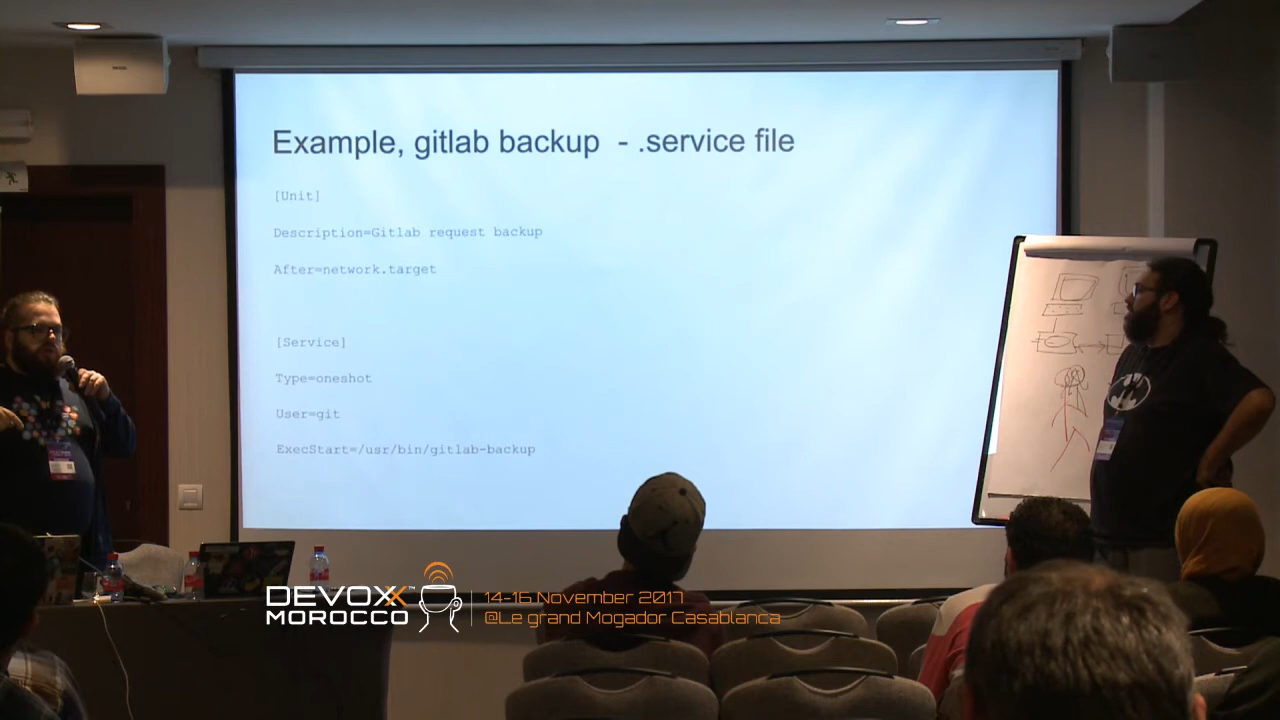 Example, gitlab backup - .service file
[Unit]
Description=Gitlab request backup
After=network.target
[Service]
Type=oneshot
User=git
ExecStart=/usr/bin/gitlab-backup
DEVOXX™
MOROCCO
14-16 November 2017
@Le grand Mogador Casablanca